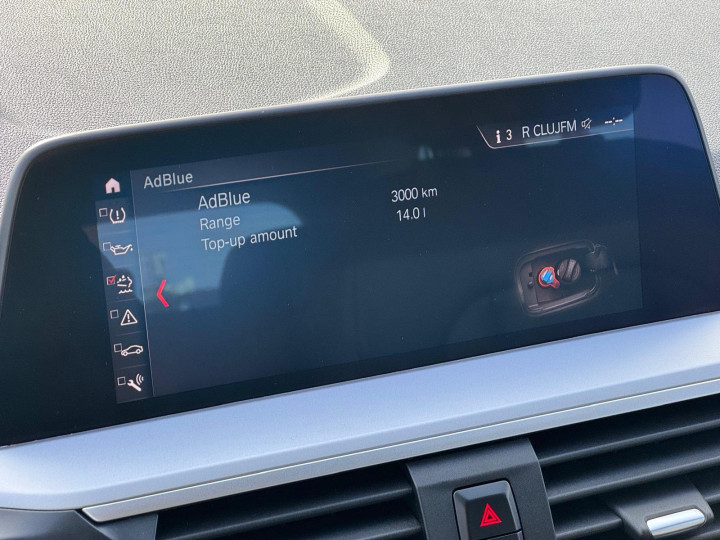 i 3 R CLUJFM --:--
AdBlue
AdBlue
Range 3000 km
Top-up amount 14.0 l